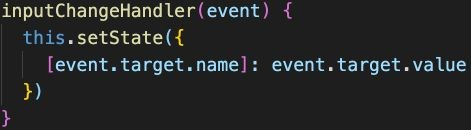 inputChangeHandler(event) {
  this.setState({
    [event.target.name]: event.target.value
  })
}